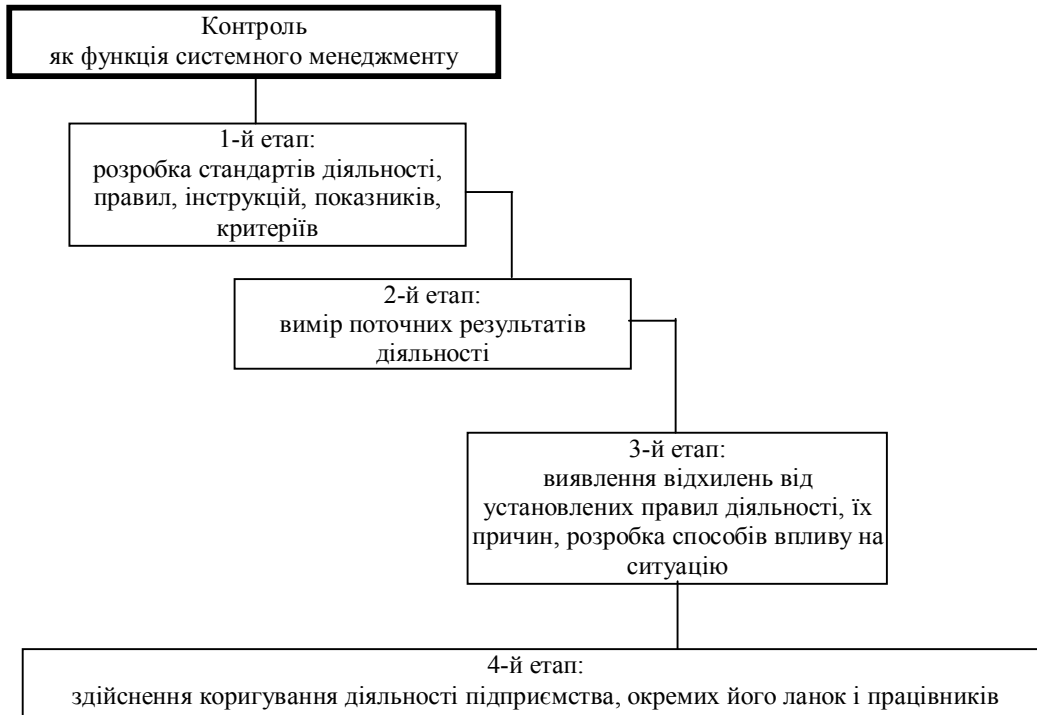 Контроль
як функція системного менеджменту
1-й етап:
розробка стандартів діяльності,
правил, інструкцій, показників,
критеріїв
2-й етап:
вимір поточних результатів
діяльності
3-й етап:
виявлення відхилень від
установлених правил діяльності, їх
причин, розробка способів впливу на
ситуацію
4-й етап:
здійснення коригування діяльності підприємства, окремих його ланок і працівників